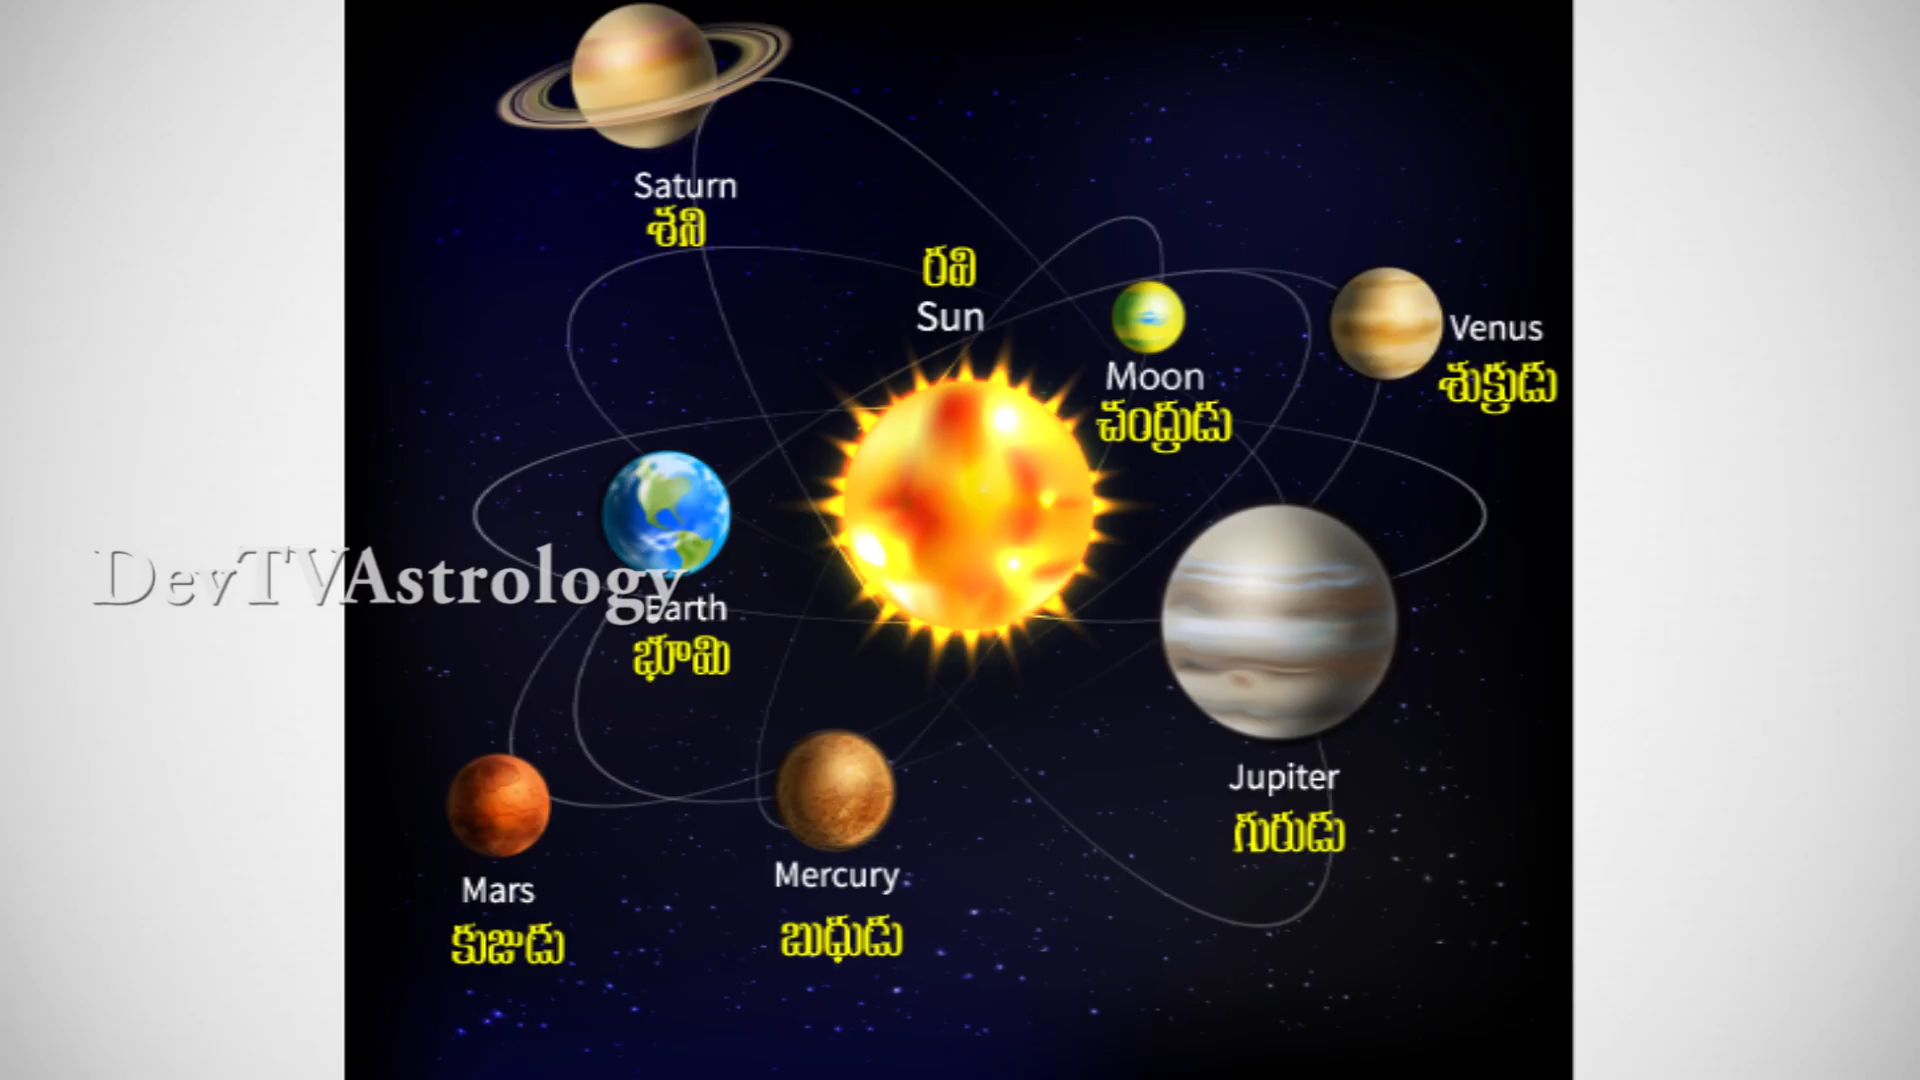 Saturn
శని
రవి
Sun
Moon
చంద్రుడు
Venus
శుక్రుడు
DevTVAstrology
Earth
భూమి
Jupiter
గురుడు
Mars
కుజుడు
Mercury
బుధుడు